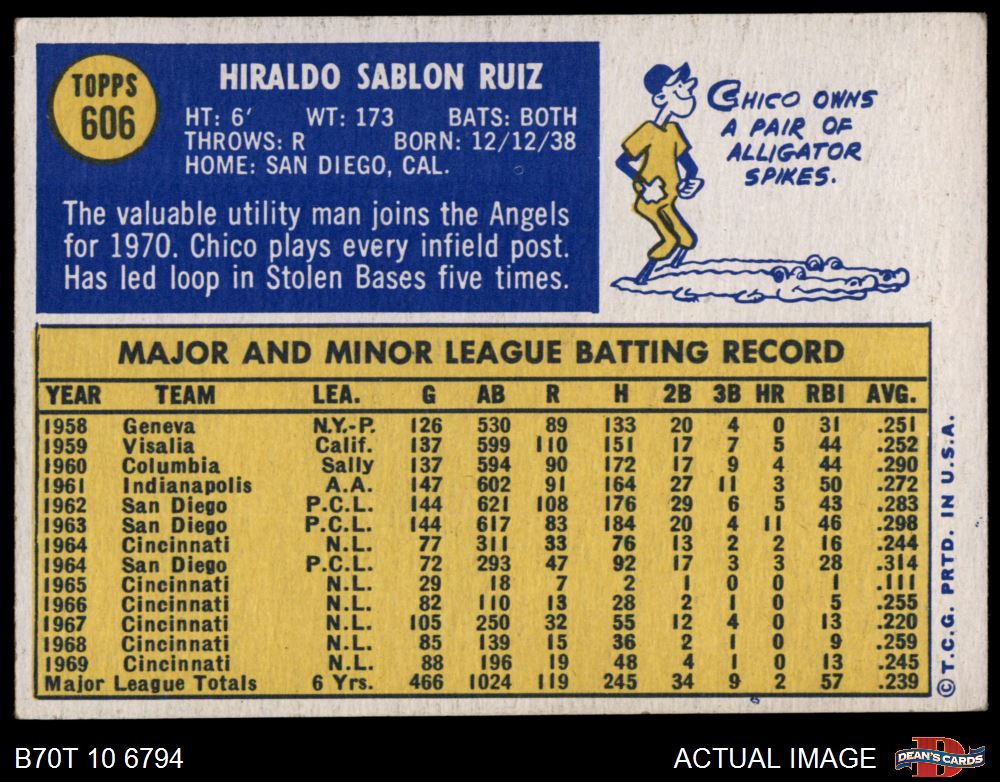 TOPPS
606
HIRALDO SABLON RUIZ
HT: 6' WT: 173 BATS: BOTH
THROWS: R BORN: 12/12/38
HOME: SAN DIEGO, CAL.
The valuable utility man joins the Angels
for 1970. Chico plays every infield post.
Has led loop in Stolen Bases five times.
CHICO OWNS
A PAIR OF
ALLIGATOR
SPIKES.
MAJOR AND MINOR LEAGUE BATTING RECORD
YEAR TEAM LEA. G AB R H 2B 3B HR RBI AVG.
1958 Geneva N.Y.-P. 126 530 89 133 20 4 0 31 .251
1959 Visalia Calif. 137 599 110 151 17 7 5 44 .252
1960 Columbia Sally 137 594 90 172 17 9 4 44 .290
1961 Indianapolis A.A. 147 602 91 164 27 11 3 50 .272
1962 San Diego P.C.L. 144 621 108 176 29 6 5 43 .283
1963 San Diego P.C.L. 144 617 83 184 20 4 11 46 .298
1964 Cincinnati N.L. 77 311 33 76 13 2 2 16 .244
1964 San Diego P.C.L. 72 293 47 92 17 3 3 28 .314
1965 Cincinnati N.L. 29 18 7 2 1 0 0 1 .111
1966 Cincinnati N.L. 82 110 13 28 2 1 0 5 .255
1967 Cincinnati N.L. 105 250 32 55 12 4 0 13 .220
1968 Cincinnati N.L. 85 139 15 36 2 1 0 9 .259
1969 Cincinnati N.L. 88 196 19 48 4 1 0 13 .245
Major League Totals 6 Yrs. 466 1024 119 245 34 9 2 57 .239
© T.C.G. PRTD. IN U.S.A.
B70T 10 6794
ACTUAL IMAGE
D
DEAN'S CARDS